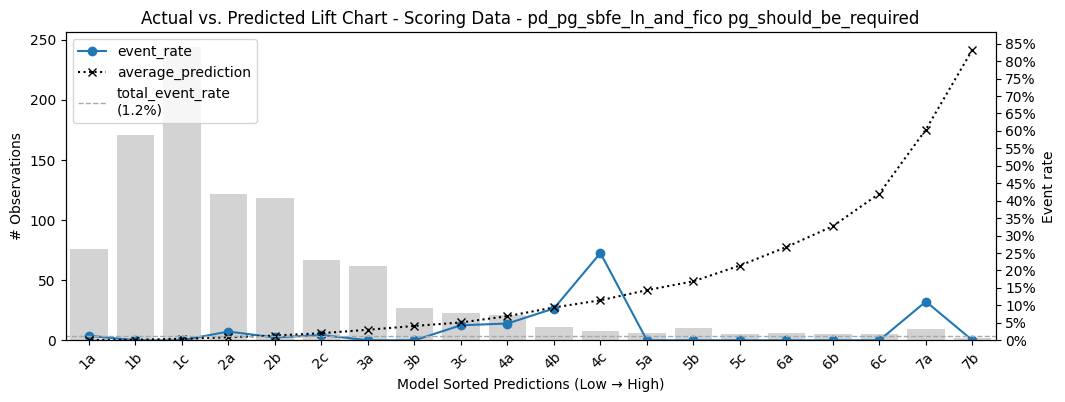 Actual vs. Predicted Lift Chart - Scoring Data - pd_pg_sbfe_ln_and_fico pg_should_be_required
event_rate
average_prediction
total_event_rate
(1.2%)
# Observations
250
200
150
100
50
0
85%
80%
75%
70%
65%
60%
55%
50%
45%
40%
35%
30%
25%
20%
15%
10%
5%
0%
Event rate
1a
1b
1c
2a
2b
2c
3a
3b
3c
4a
4b
4c
5a
5b
5c
6a
6b
6c
7a
7b
Model Sorted Predictions (Low → High)